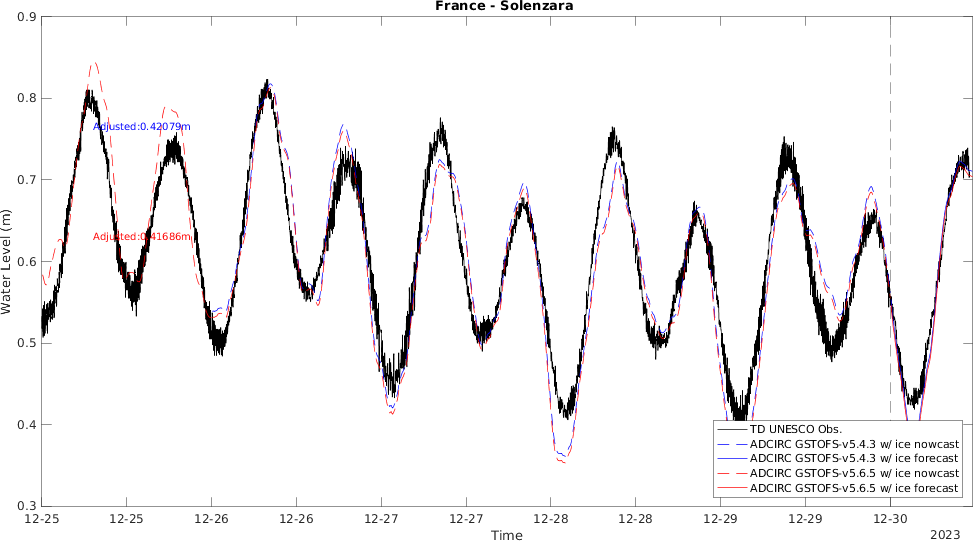 France - Solenzara
0.9
0.8
0.7
0.6
0.5
0.4
0.3
Water Level (m)
Adjusted:0.42079m
Adjusted:0.41686m
TD UNESCO Obs.
ADCIRC GSTOFS-v5.4.3 w/ ice nowcast
ADCIRC GSTOFS-v5.4.3 w/ ice forecast
ADCIRC GSTOFS-v5.6.5 w/ ice nowcast
ADCIRC GSTOFS-v5.6.5 w/ ice forecast
12-25 12-25 12-26 12-26 12-27 12-27 12-28 12-28 12-29 12-29 12-30
Time
2023